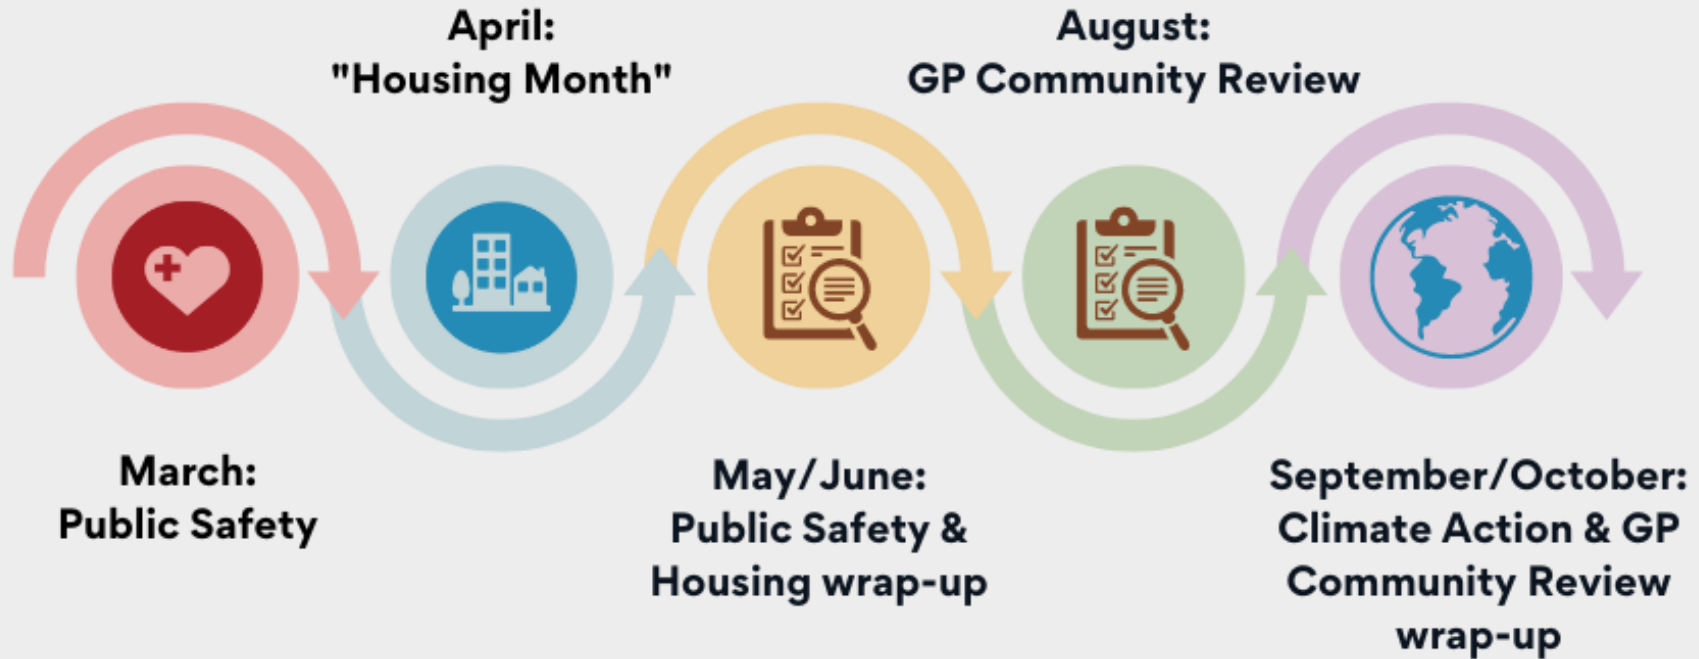 April:
"Housing Month"
August:
GP Community Review
March:
Public Safety
May/June:
Public Safety &
Housing wrap-up
September/October:
Climate Action & GP
Community Review
wrap-up